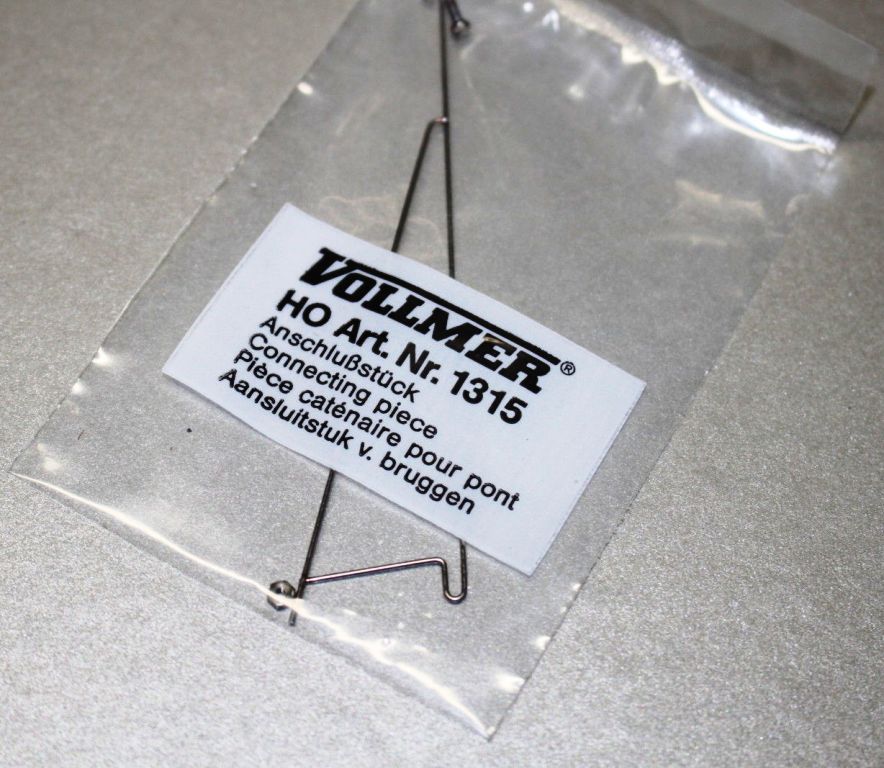 VOLLMER®
HO Art. Nr. 1315
Anschlußstück
Connecting piece
Pièce caténaire pour pont
Aansluitstuk v. bruggen